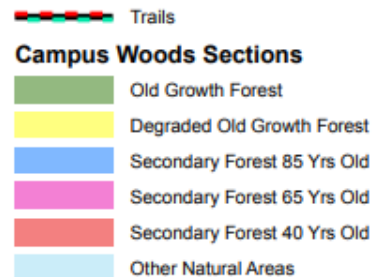 Trails
Campus Woods Sections
Old Growth Forest
Degraded Old Growth Forest
Secondary Forest 85 Yrs Old
Secondary Forest 65 Yrs Old
Secondary Forest 40 Yrs Old
Other Natural Areas